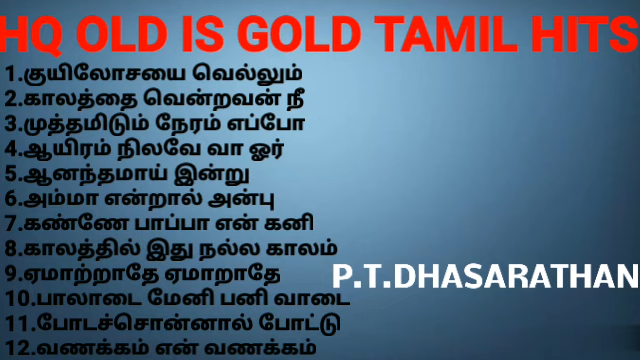 HQ OLD IS GOLD TAMIL HITS
1.குயிலோசயை வெல்லும்
2.காலத்தை வென்றவன் நீ
3.முத்தமிடும் நேரம் எப்போ
4.ஆயிரம் நிலவே வா ஓர்
5.ஆனந்தமாய் இன்று
6.அம்மா என்றால் அன்பு
7.கண்ணே பாப்பா என் கனி
8.காலத்தில் இது நல்ல காலம்
9.ஏமாற்றாதே ஏமாறாதே
P.T.DHASARATHAN
10.பாலாடை மேனி பனி வாடை
11.போடச்சொன்னால் போட்டு
12.வணக்கம் என் வணக்கம்